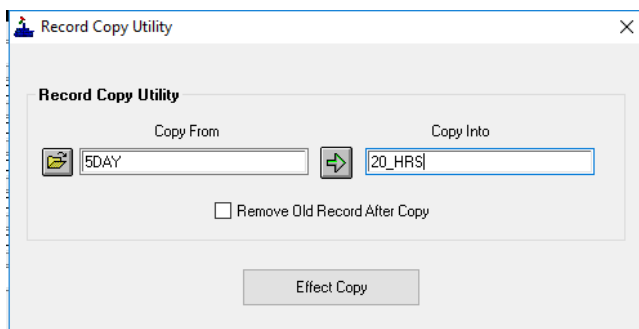 Record Copy Utility
Record Copy Utility
Copy From Copy Into
5DAY 20_HRS
Remove Old Record After Copy
Effect Copy